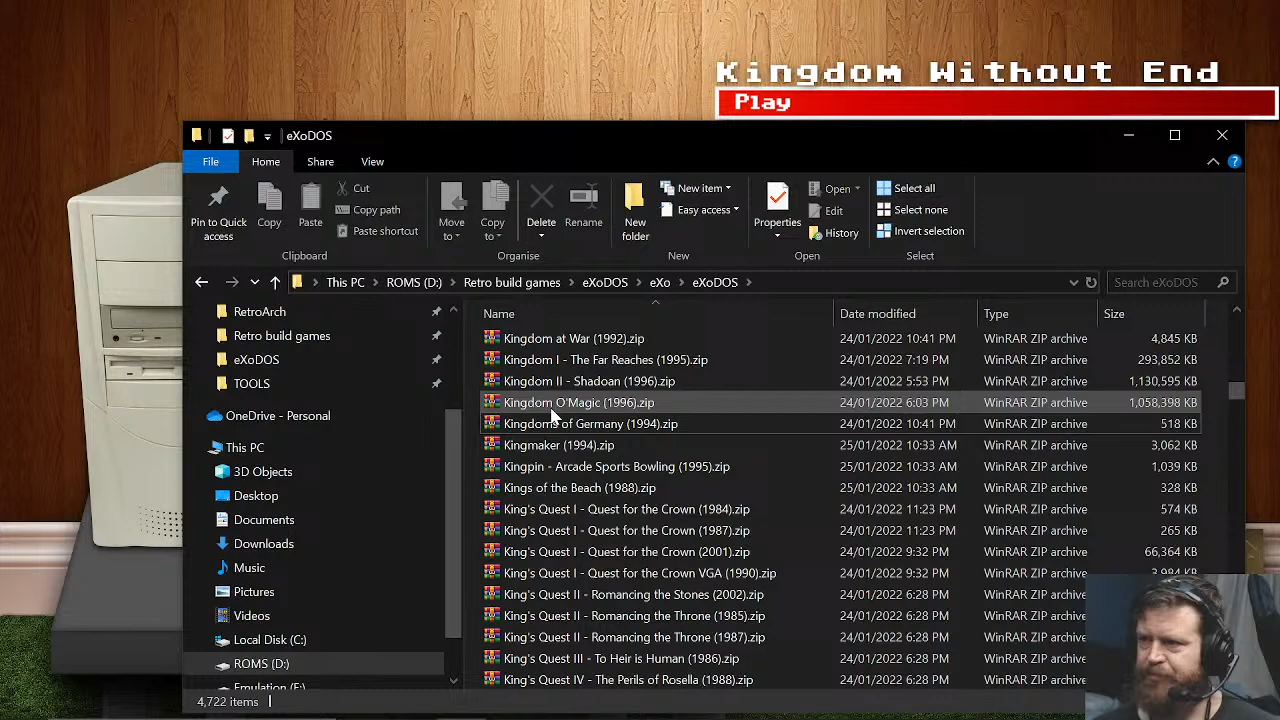 Kingdom Without End
Play
eXoDOS
File Home Share View
Pin to Quick access
Copy
Paste
Cut
Copy path
Paste shortcut
Clipboard
Move to
Copy to
Delete
Rename
Organise
New folder
New item
Easy access
New
Properties
Open
Edit
History
Open
Select all
Select none
Invert selection
Select
This PC > ROMS (D:) > Retro build games > eXoDOS > eXo > eXoDOS >
Search eXoDOS
RetroArch
Retro build games
eXoDOS
TOOLS
OneDrive - Personal
This PC
3D Objects
Desktop
Documents
Downloads
Music
Pictures
Videos
Local Disk (C:)
ROMS (D:)
Emulation (E:)
Name Date modified Type Size
Kingdom at War (1992).zip 24/01/2022 10:41 PM WinRAR ZIP archive 4,845 KB
Kingdom I - The Far Reaches (1995).zip 24/01/2022 7:19 PM WinRAR ZIP archive 293,852 KB
Kingdom II - Shadoan (1996).zip 24/01/2022 5:53 PM WinRAR ZIP archive 1,130,595 KB
Kingdom O'Magic (1996).zip 24/01/2022 6:03 PM WinRAR ZIP archive 1,058,398 KB
Kingdoms of Germany (1994).zip 24/01/2022 10:41 PM WinRAR ZIP archive 518 KB
Kingmaker (1994).zip 25/01/2022 10:33 AM WinRAR ZIP archive 3,062 KB
Kingpin - Arcade Sports Bowling (1995).zip 25/01/2022 10:33 AM WinRAR ZIP archive 1,039 KB
Kings of the Beach (1988).zip 25/01/2022 10:33 AM WinRAR ZIP archive 328 KB
King's Quest I - Quest for the Crown (1984).zip 24/01/2022 11:23 PM WinRAR ZIP archive 574 KB
King's Quest I - Quest for the Crown (1987).zip 24/01/2022 11:23 PM WinRAR ZIP archive 265 KB
King's Quest I - Quest for the Crown (2001).zip 24/01/2022 9:32 PM WinRAR ZIP archive 66,364 KB
King's Quest I - Quest for the Crown VGA (1990).zip 24/01/2022 9:32 PM WinRAR ZIP archive 3,984 KB
King's Quest II - Romancing the Stones (2002).zip 24/01/2022 6:28 PM WinRAR ZIP archive
King's Quest II - Romancing the Throne (1985).zip 24/01/2022 6:28 PM WinRAR ZIP archive
King's Quest II - Romancing the Throne (1987).zip 24/01/2022 6:28 PM WinRAR ZIP archive
King's Quest III - To Heir is Human (1986).zip 24/01/2022 6:29 PM WinRAR ZIP archive
King's Quest IV - The Perils of Rosella (1988).zip 24/01/2022 6:28 PM WinRAR ZIP archive
4,722 items